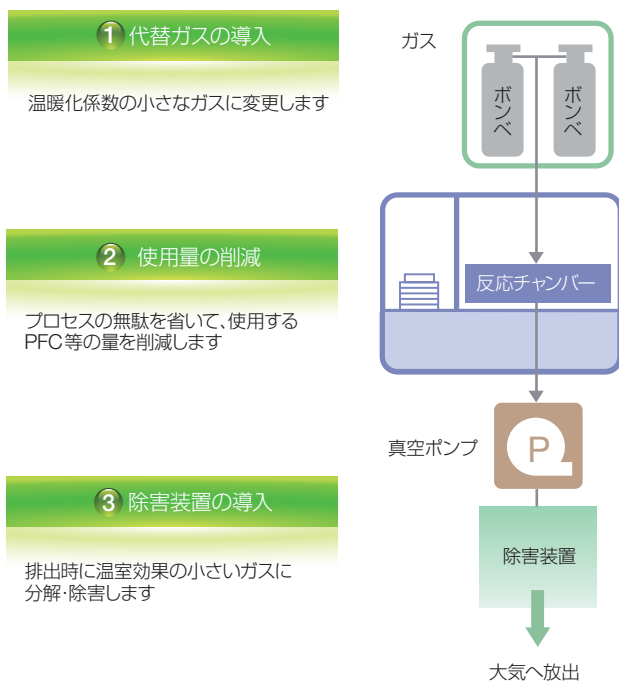 1 代替ガスの導入
温暖化係数の小さなガスに変更します
2 使用量の削減
プロセスの無駄を省いて、使用する
PFC等の量を削減します
3 除害装置の導入
排出時に温室効果の小さいガスに
分解・除害します
ガス
ボンベ
ボンベ
反応チャンバー
真空ポンプ
P
除害装置
大気へ放出